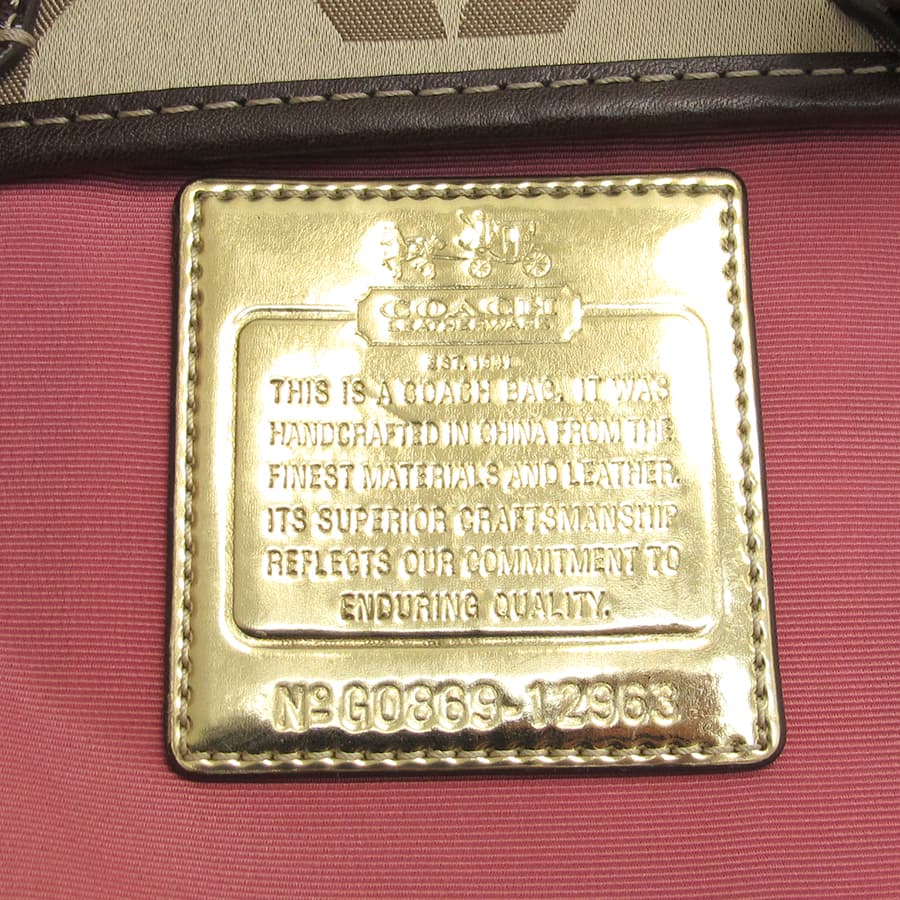 COACH
LEATHERWARE
EST. 1941
THIS IS A COACH BAG. IT WAS
HANDCRAFTED IN CHINA FROM THE
FINEST MATERIALS AND LEATHER.
ITS SUPERIOR CRAFTSMANSHIP
REFLECTS OUR COMMITMENT TO
ENDURING QUALITY.
Nº G0869-12963